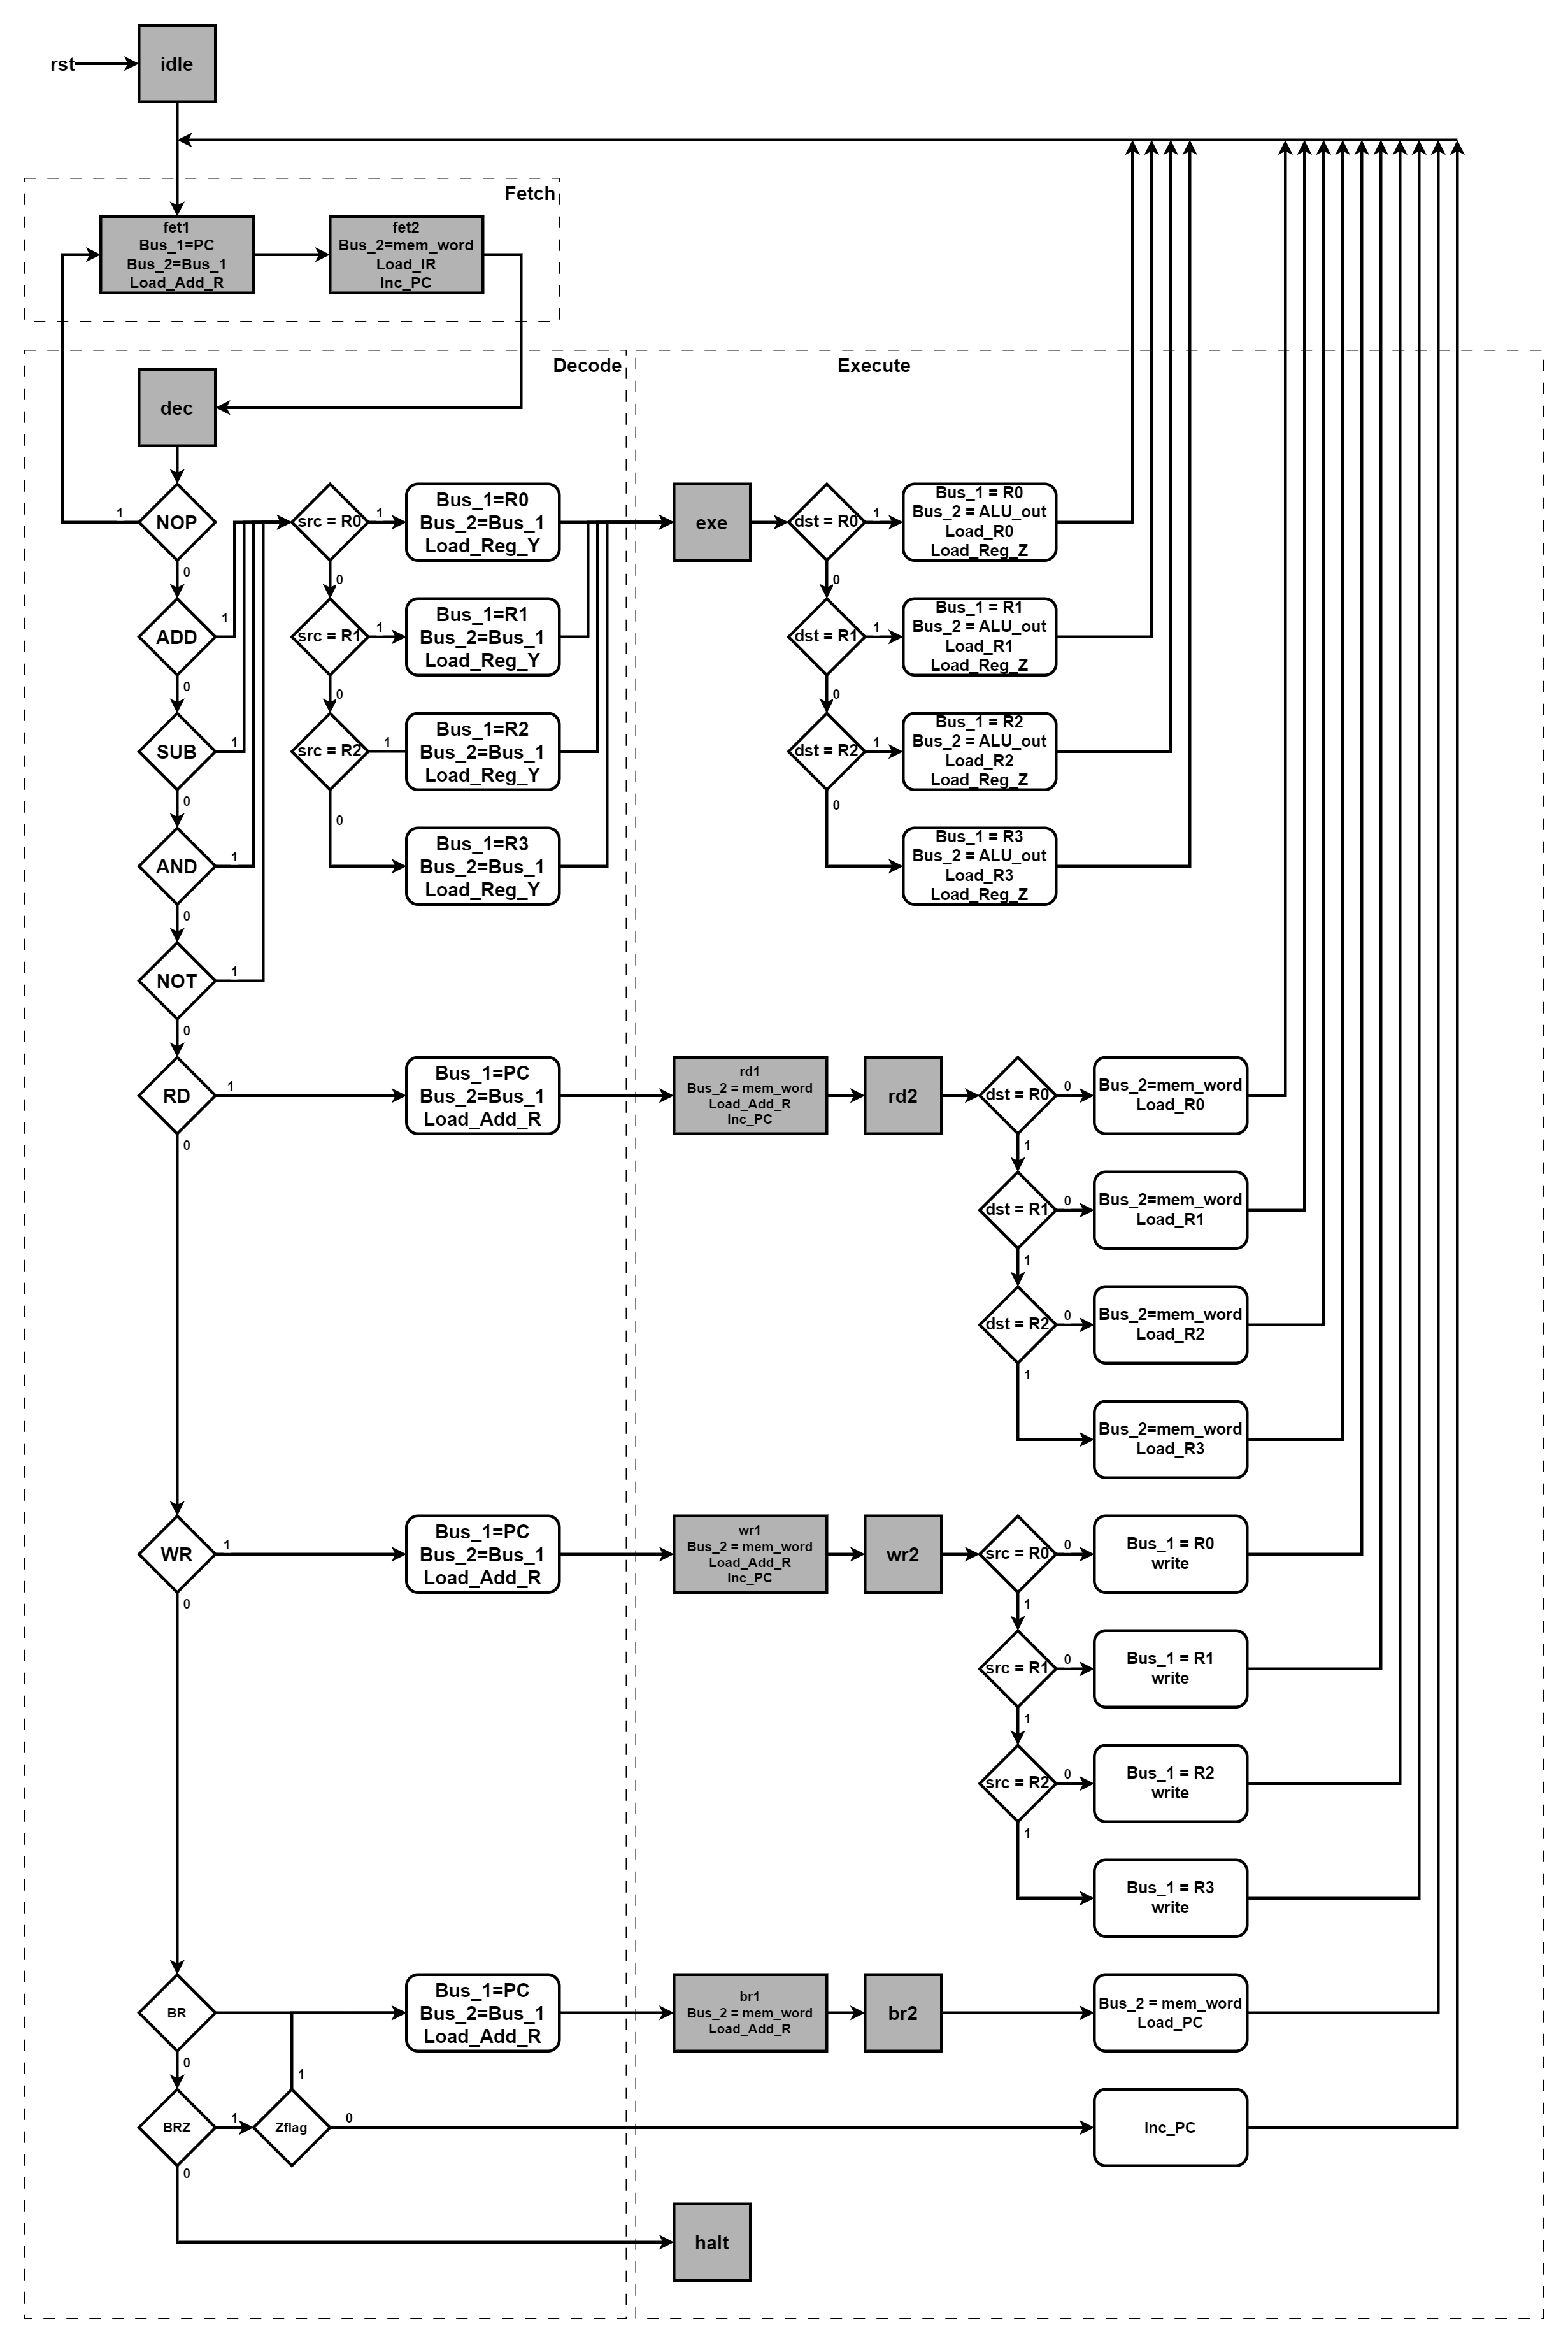 rst
idle
Fetch
fet1
Bus_1=PC
Bus_2=Bus_1
Load_Add_R
fet2
Bus_2=mem_word
Load_IR
Inc_PC
Decode
Execute
dec
NOP
1
0
src = R0
1
0
Bus_1=R0
Bus_2=Bus_1
Load_Reg_Y
exe
dst = R0
1
0
Bus_1 = R0
Bus_2 = ALU_out
Load_R0
Load_Reg_Z
ADD
1
0
src = R1
1
0
Bus_1=R1
Bus_2=Bus_1
Load_Reg_Y
dst = R1
1
0
Bus_1 = R1
Bus_2 = ALU_out
Load_R1
Load_Reg_Z
SUB
1
0
src = R2
1
0
Bus_1=R2
Bus_2=Bus_1
Load_Reg_Y
dst = R2
1
0
Bus_1 = R2
Bus_2 = ALU_out
Load_R2
Load_Reg_Z
AND
1
0
Bus_1=R3
Bus_2=Bus_1
Load_Reg_Y
Bus_1 = R3
Bus_2 = ALU_out
Load_R3
Load_Reg_Z
NOT
1
0
RD
1
0
Bus_1=PC
Bus_2=Bus_1
Load_Add_R
rd1
Bus_2 = mem_word
Load_Add_R
Inc_PC
rd2
dst = R0
0
1
Bus_2=mem_word
Load_R0
dst = R1
0
1
Bus_2=mem_word
Load_R1
dst = R2
0
1
Bus_2=mem_word
Load_R2
Bus_2=mem_word
Load_R3
WR
1
0
Bus_1=PC
Bus_2=Bus_1
Load_Add_R
wr1
Bus_2 = mem_word
Load_Add_R
Inc_PC
wr2
src = R0
0
1
Bus_1 = R0
write
src = R1
0
1
Bus_1 = R1
write
src = R2
0
1
Bus_1 = R2
write
Bus_1 = R3
write
BR
0
Bus_1=PC
Bus_2=Bus_1
Load_Add_R
br1
Bus_2 = mem_word
Load_Add_R
br2
Bus_2 = mem_word
Load_PC
BRZ
1
0
Zflag
1
0
Inc_PC
halt